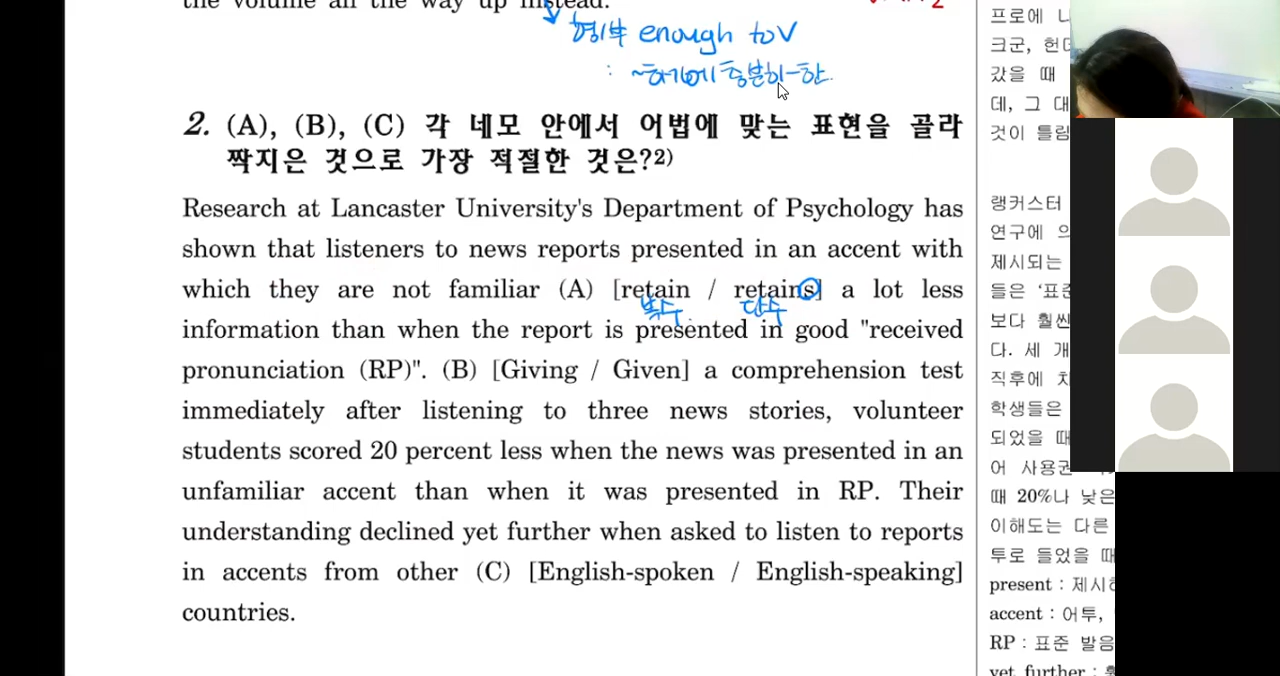 the volume all the way up instead.
형/부 enough to V
: ~하기에 충분히 ~한
2. (A), (B), (C) 각 네모 안에서 어법에 맞는 표현을 골라
짝지은 것으로 가장 적절한 것은?2)
Research at Lancaster University's Department of Psychology has
shown that listeners to news reports presented in an accent with
which they are not familiar (A) [retain / retains] a lot less
복수 단수
information than when the report is presented in good "received
pronunciation (RP)". (B) [Giving / Given] a comprehension test
immediately after listening to three news stories, volunteer
students scored 20 percent less when the news was presented in an
unfamiliar accent than when it was presented in RP. Their
understanding declined yet further when asked to listen to reports
in accents from other (C) [English-spoken / English-speaking]
countries.
프로에 나
크군, 헌데
갔을 때
데, 그 대
것이 틀림
랭커스터
연구에 의
제시되는
들은 '표준
보다 훨씬
다. 세 개
직후에 치
학생들은
되었을 때
어 사용권
때 20%나 낮은
이해도는 다른
투로 들었을 때
present : 제시하
accent : 어투,
RP : 표준 발음
yet further : 훨